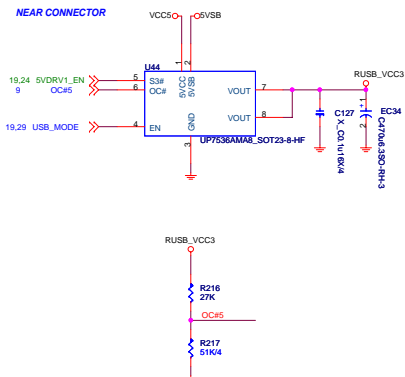 NEAR CONNECTOR
VCC5 5VSB
U44
1 2
5VCC 5VSB
19,24 5VDRV1_EN 5 S3#
9 OC#5 6 OC#
19,29 USB_MODE 4 EN
VOUT 7
VOUT 8
GND
3
UP7536AMA8_SOT23-8-HF
RUSB_VCC3
C127
X_C0.1u16X/4
1 +
2
EC34
C470u6.3SO-RH-3
RUSB_VCC3
R216
27K
OC#5
R217
51K/4